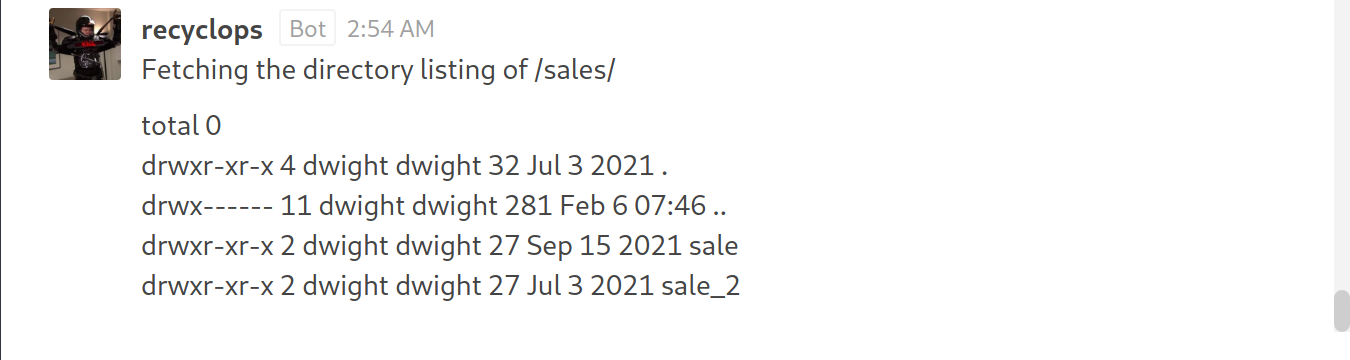 recyclops Bot 2:54 AM
Fetching the directory listing of /sales/
total 0
drwxr-xr-x 4 dwight dwight 32 Jul 3 2021 .
drwx------ 11 dwight dwight 281 Feb 6 07:46 ..
drwxr-xr-x 2 dwight dwight 27 Sep 15 2021 sale
drwxr-xr-x 2 dwight dwight 27 Jul 3 2021 sale_2